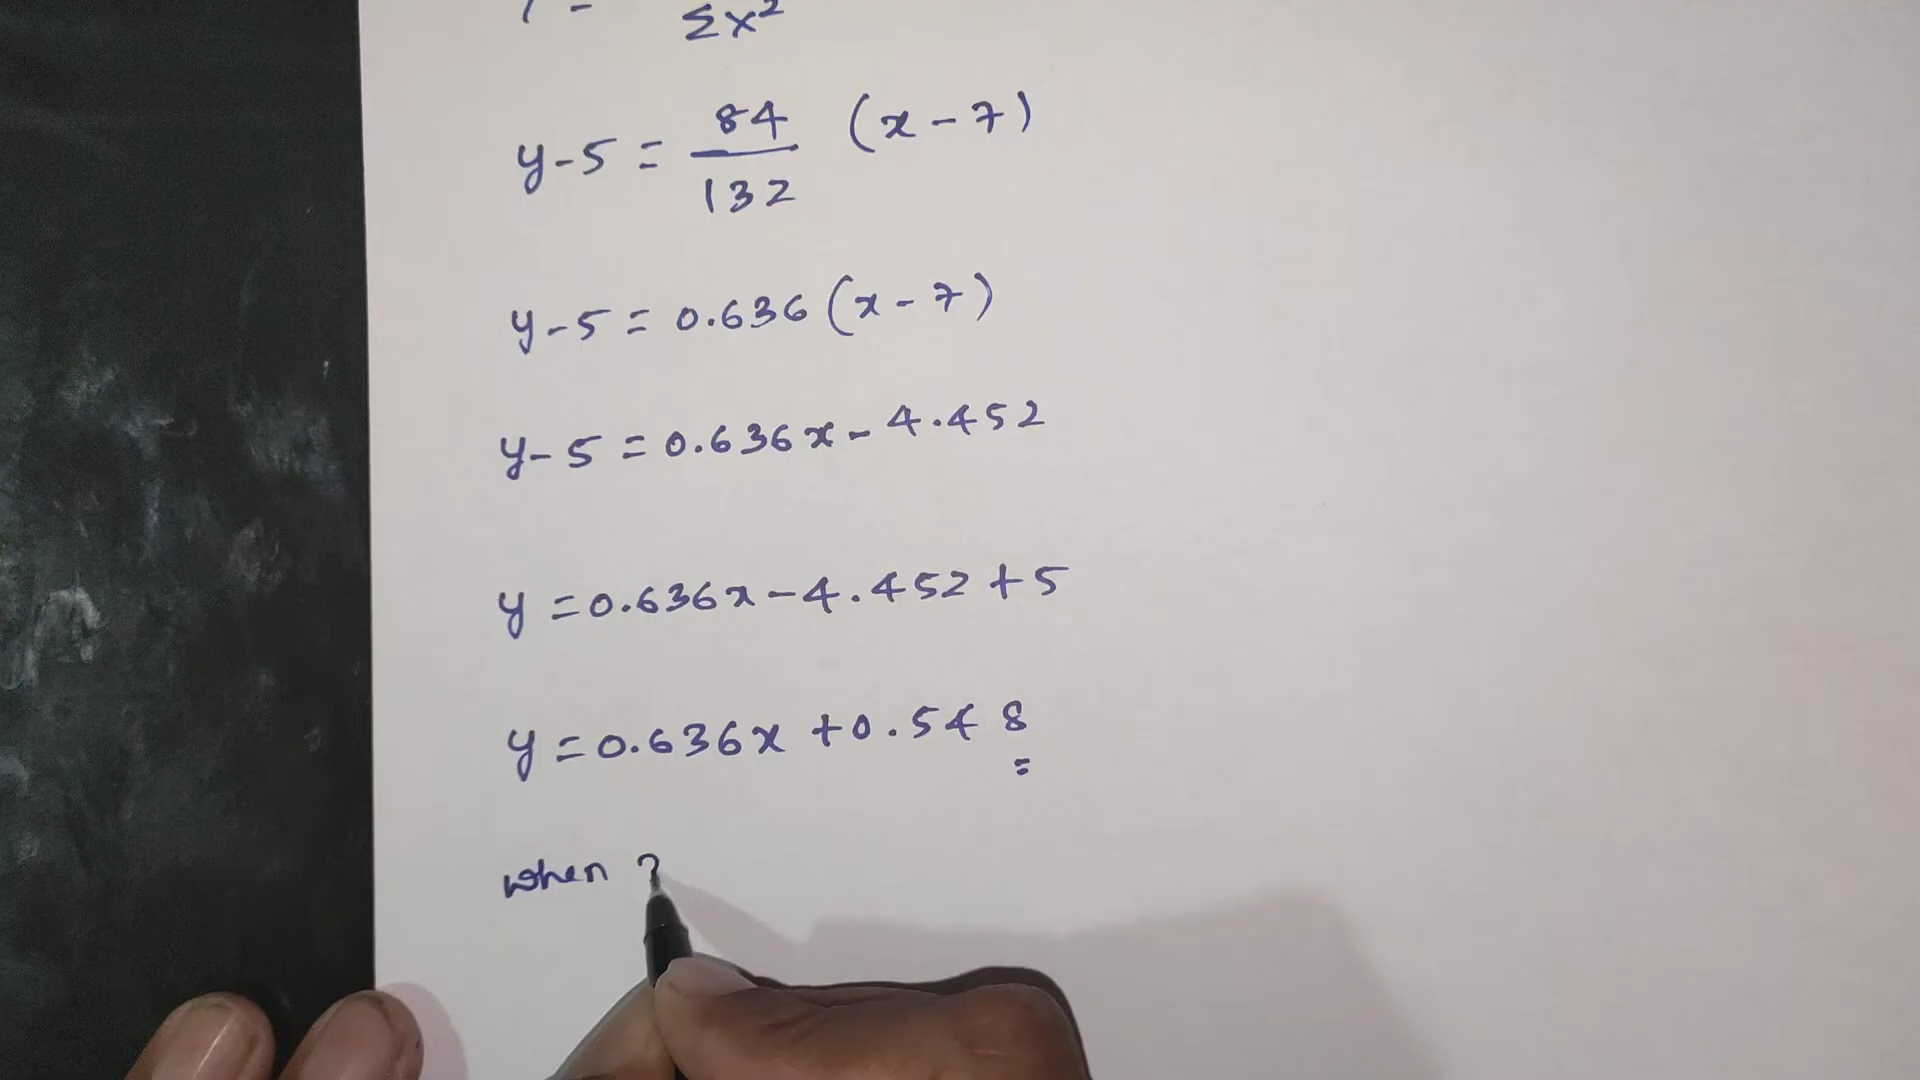 Σx²
y-5 = 84/132 (x-7)
y-5 = 0.636(x-7)
y-5 = 0.636x - 4.452
y = 0.636x - 4.452 + 5
y = 0.636x + 0.548
when